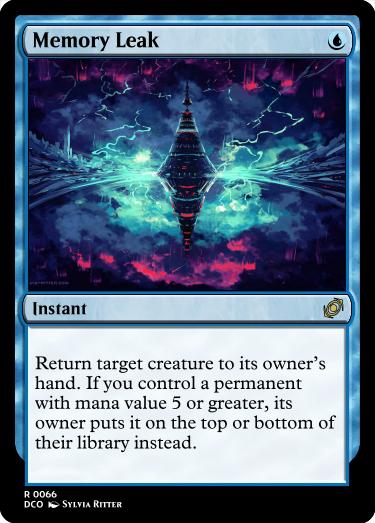 Memory Leak
Instant
Return target creature to its owner's
hand. If you control a permanent
with mana value 5 or greater, its
owner puts it on the top or bottom of
their library instead.
R 0066
DCO Sylvia Ritter